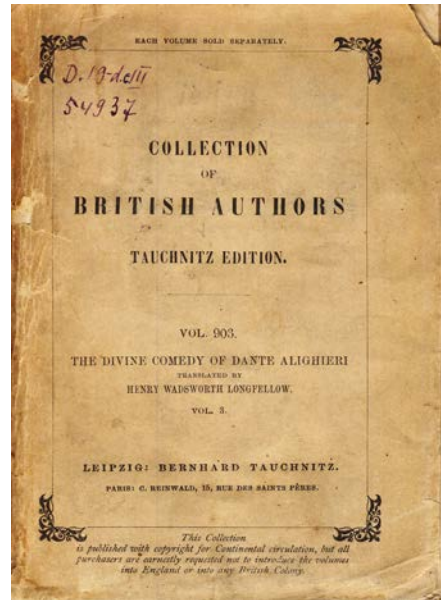 EACH VOLUME SOLD SEPARATELY.
D.19-d.III
54937
COLLECTION
OF
BRITISH AUTHORS
TAUCHNITZ EDITION.
VOL. 903.
THE DIVINE COMEDY OF DANTE ALIGHIERI
TRANSLATED BY
HENRY WADSWORTH LONGFELLOW.
VOL. 3.
LEIPZIG: BERNHARD TAUCHNITZ.
PARIS: C. REINWALD, 15, RUE DES SAINTS PÈRES.
This Collection
is published with copyright for Continental circulation, but all
purchasers are earnestly requested not to introduce the volumes
into England or into any British Colony.